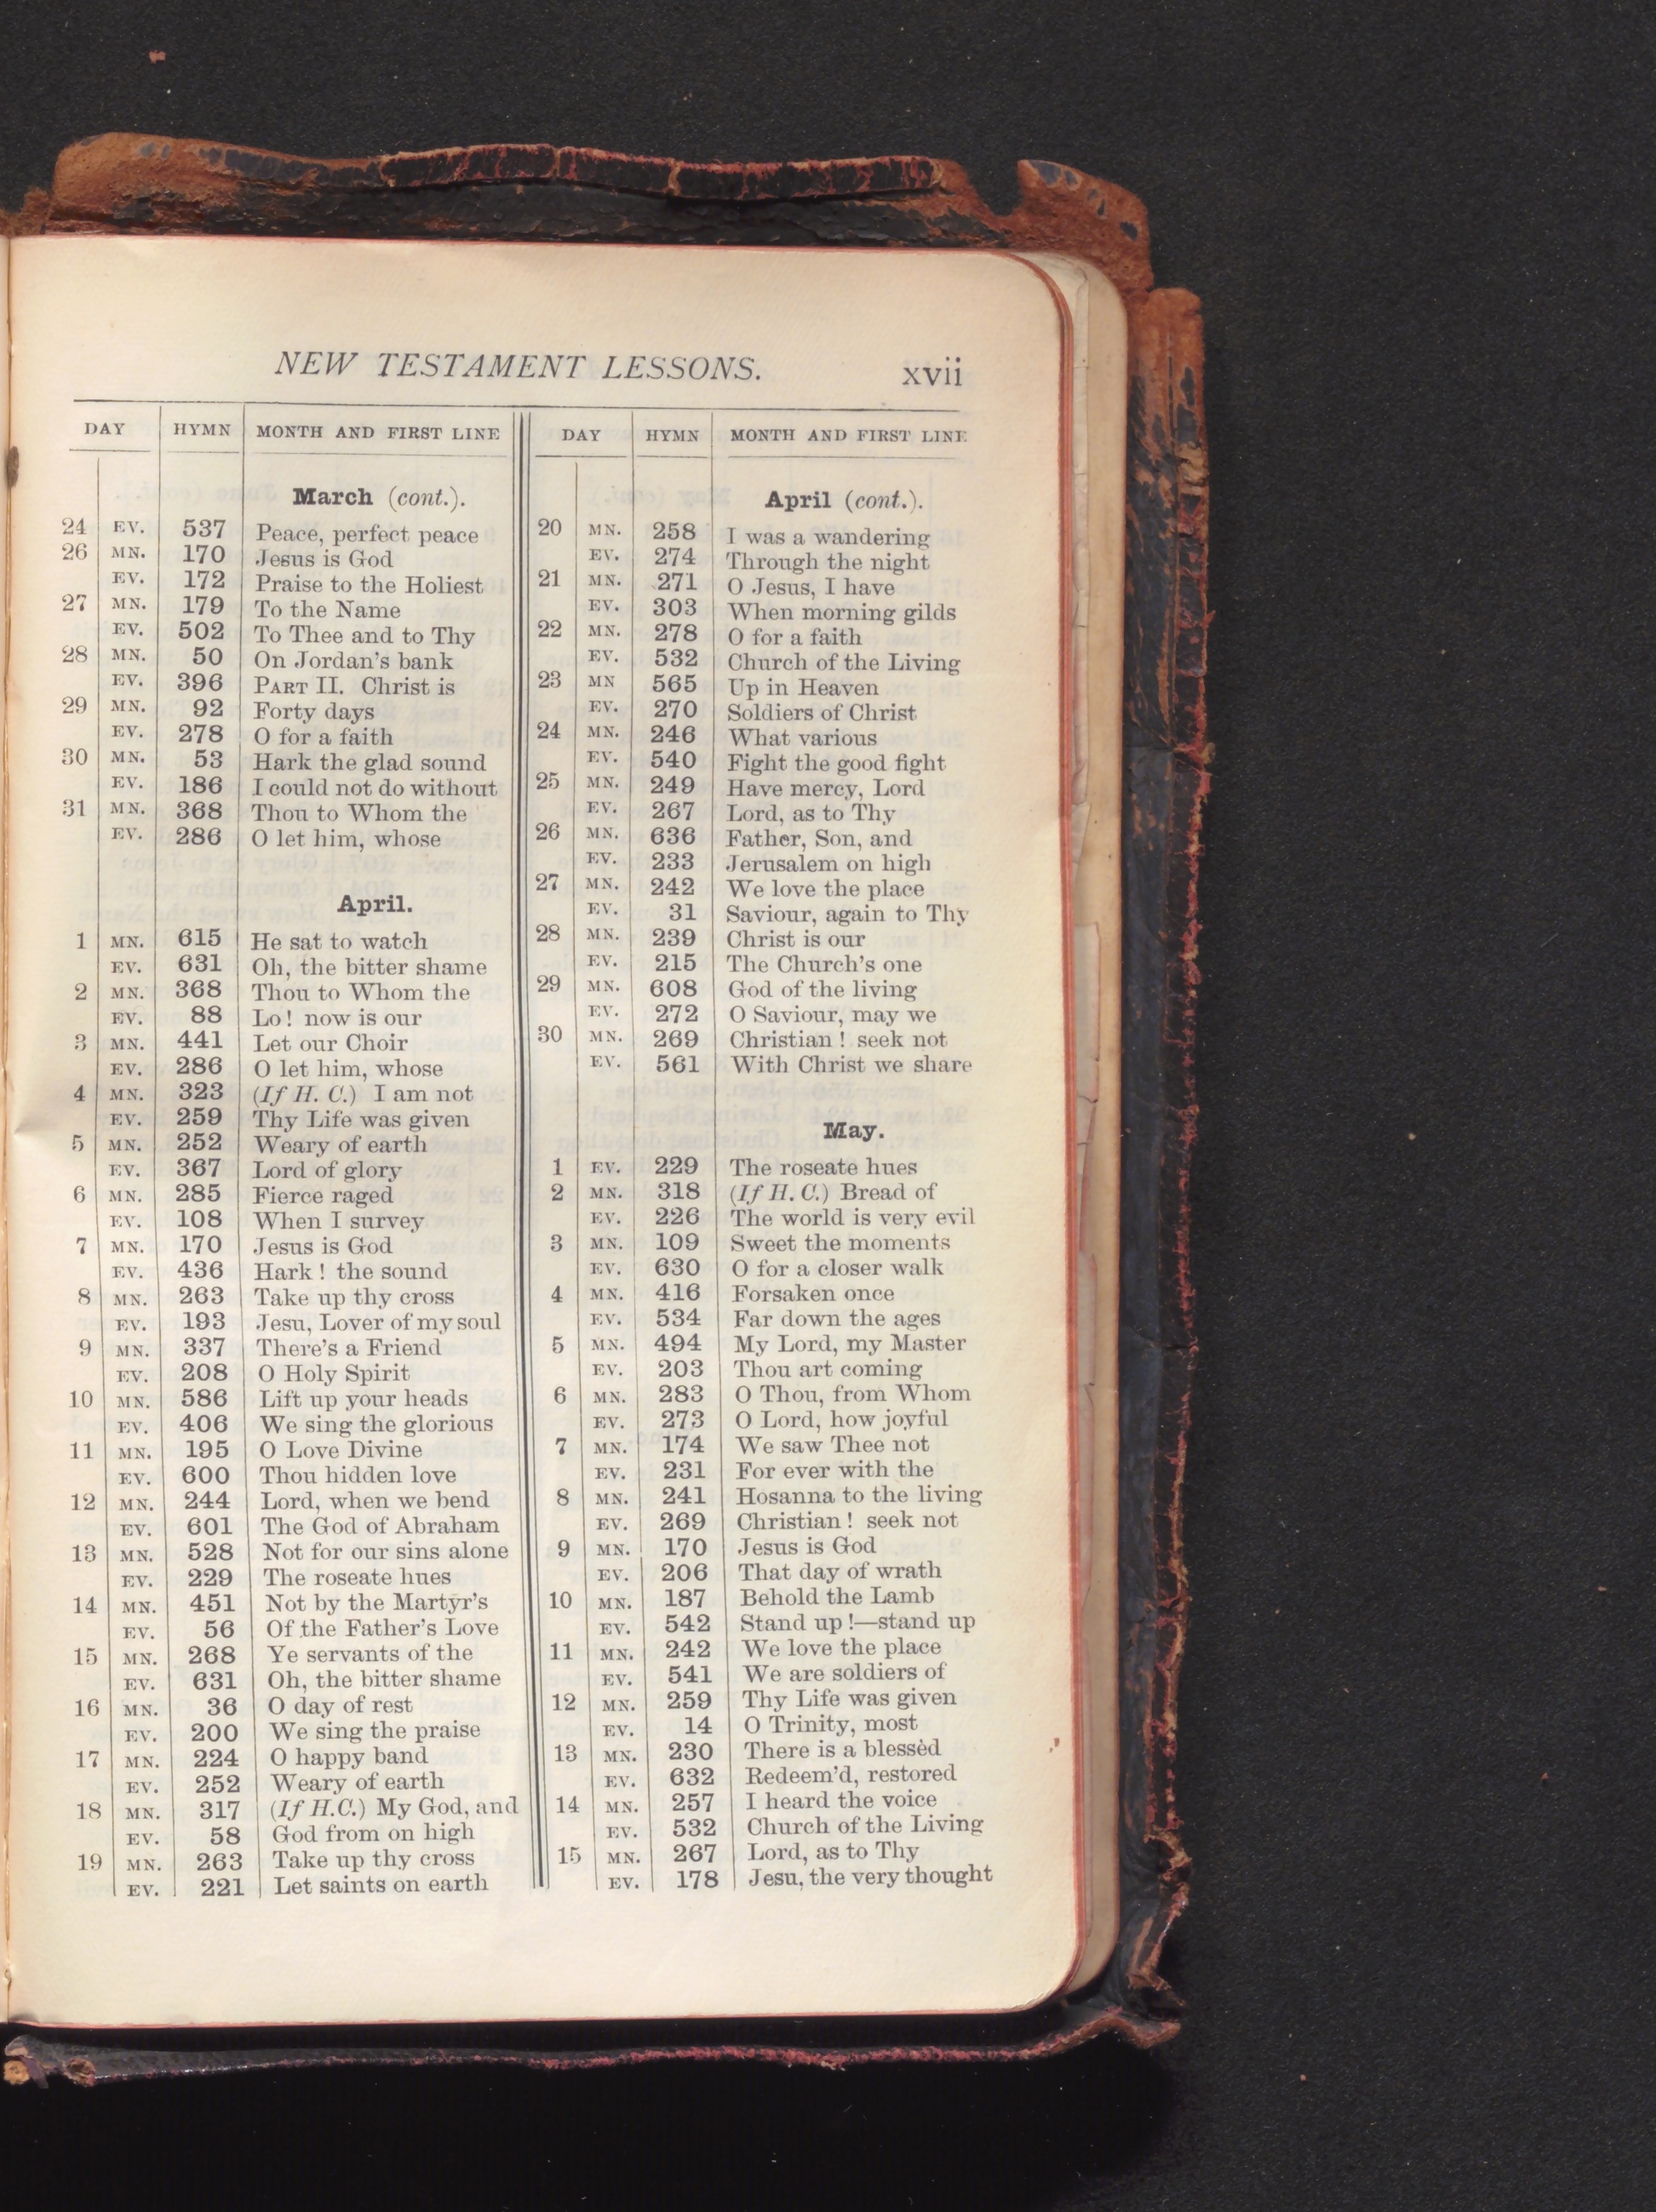 NEW TESTAMENT LESSONS. xvii
DAY HYMN MONTH AND FIRST LINE
March (cont.).
24 EV. 537 Peace, perfect peace
26 MN. 170 Jesus is God
EV. 172 Praise to the Holiest
27 MN. 179 To the Name
EV. 502 To Thee and to Thy
28 MN. 50 On Jordan's bank
EV. 396 PART II. Christ is
29 MN. 92 Forty days
EV. 278 O for a faith
30 MN. 53 Hark the glad sound
EV. 186 I could not do without
31 MN. 368 Thou to Whom the
EV. 286 O let him, whose
April.
1 MN. 615 He sat to watch
EV. 631 Oh, the bitter shame
2 MN. 368 Thou to Whom the
EV. 88 Lo! now is our
3 MN. 441 Let our Choir
EV. 286 O let him, whose
4 MN. 323 (If H. C.) I am not
EV. 259 Thy Life was given
5 MN. 252 Weary of earth
EV. 367 Lord of glory
6 MN. 285 Fierce raged
EV. 108 When I survey
7 MN. 170 Jesus is God
EV. 436 Hark! the sound
8 MN. 263 Take up thy cross
EV. 193 Jesu, Lover of my soul
9 MN. 337 There's a Friend
EV. 208 O Holy Spirit
10 MN. 586 Lift up your heads
EV. 406 We sing the glorious
11 MN. 195 O Love Divine
EV. 600 Thou hidden love
12 MN. 244 Lord, when we bend
EV. 601 The God of Abraham
13 MN. 528 Not for our sins alone
EV. 229 The roseate hues
14 MN. 451 Not by the Martyr's
EV. 56 Of the Father's Love
15 MN. 268 Ye servants of the
EV. 631 Oh, the bitter shame
16 MN. 36 O day of rest
EV. 200 We sing the praise
17 MN. 224 O happy band
EV. 252 Weary of earth
18 MN. 317 (If H.C.) My God, and
EV. 58 God from on high
19 MN. 263 Take up thy cross
EV. 221 Let saints on earth
DAY HYMN MONTH AND FIRST LINE
April (cont.).
20 MN. 258 I was a wandering
EV. 274 Through the night
21 MN. 271 O Jesus, I have
EV. 303 When morning gilds
22 MN. 278 O for a faith
EV. 532 Church of the Living
23 MN 565 Up in Heaven
EV. 270 Soldiers of Christ
24 MN. 246 What various
EV. 540 Fight the good fight
25 MN. 249 Have mercy, Lord
EV. 267 Lord, as to Thy
26 MN. 636 Father, Son, and
EV. 233 Jerusalem on high
27 MN. 242 We love the place
EV. 31 Saviour, again to Thy
28 MN. 239 Christ is our
EV. 215 The Church's one
29 MN. 608 God of the living
EV. 272 O Saviour, may we
30 MN. 269 Christian! seek not
EV. 561 With Christ we share
May.
1 EV. 229 The roseate hues
2 MN. 318 (If H. C.) Bread of
EV. 226 The world is very evil
3 MN. 109 Sweet the moments
EV. 630 O for a closer walk
4 MN. 416 Forsaken once
EV. 534 Far down the ages
5 MN. 494 My Lord, my Master
EV. 203 Thou art coming
6 MN. 283 O Thou, from Whom
EV. 273 O Lord, how joyful
7 MN. 174 We saw Thee not
EV. 231 For ever with the
8 MN. 241 Hosanna to the living
EV. 269 Christian! seek not
9 MN. 170 Jesus is God
EV. 206 That day of wrath
10 MN. 187 Behold the Lamb
EV. 542 Stand up!—stand up
11 MN. 242 We love the place
EV. 541 We are soldiers of
12 MN. 259 Thy Life was given
EV. 14 O Trinity, most
13 MN. 230 There is a blessèd
EV. 632 Redeem'd, restored
14 MN. 257 I heard the voice
EV. 532 Church of the Living
15 MN. 267 Lord, as to Thy
EV. 178 Jesu, the very thought